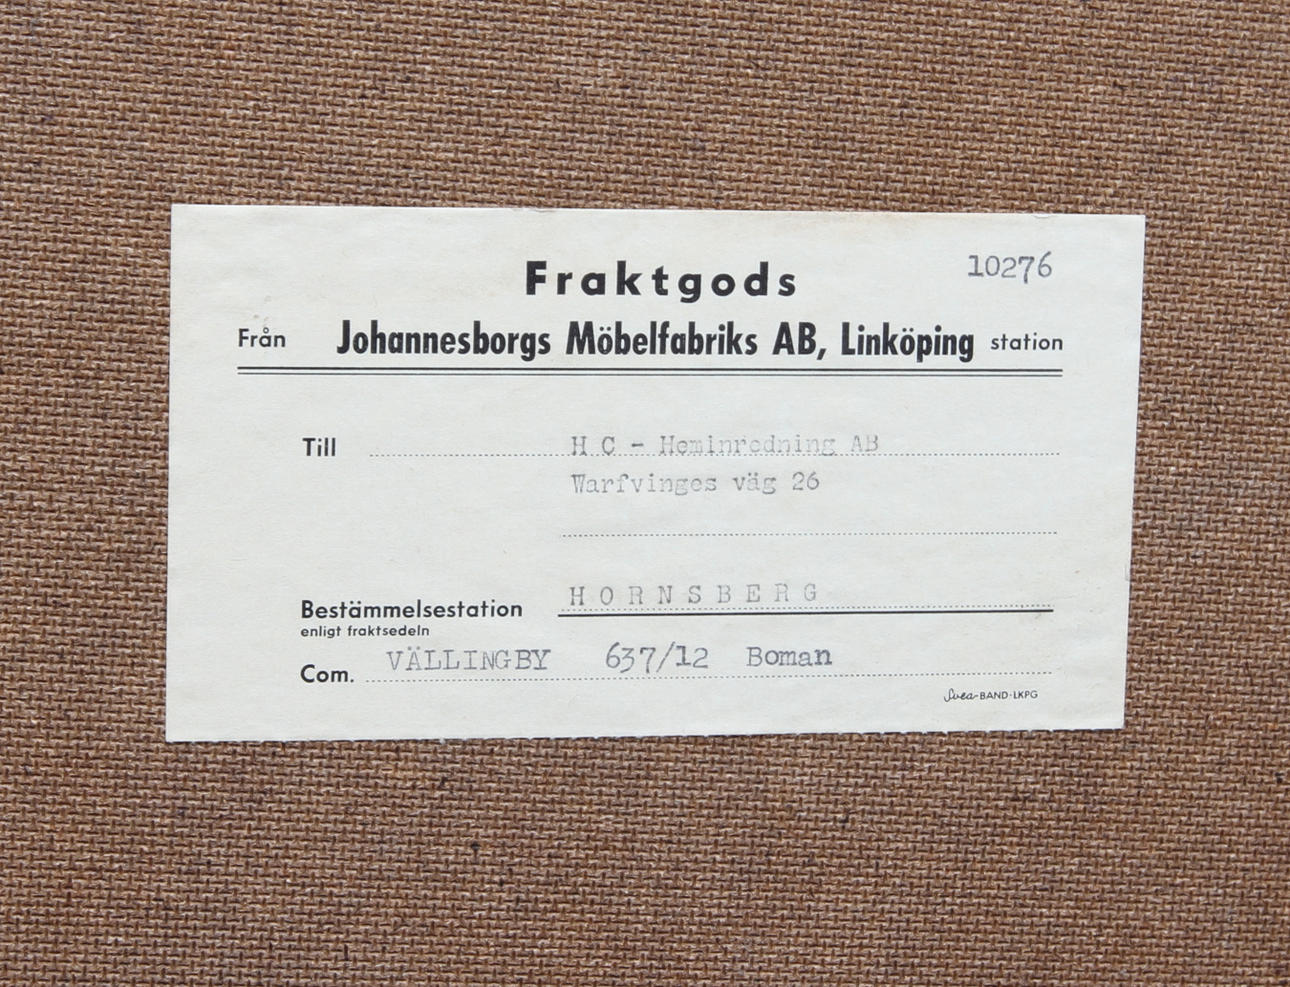 10276
Fraktgods
Från Johannesborgs Möbelfabriks AB, Linköping station
Till H C - Heminredning AB
Warfvinges väg 26
Bestämmelsestation HORNSBERG
enligt fraktsedeln
Com. VÄLLINGBY 637/12 Boman
Svea-BAND-LKPG